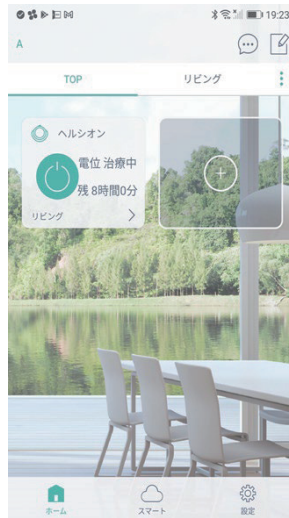 19:23
A
TOP
リビング
ヘルシオン
電位 治療中
残 8時間0分
リビング
ホーム
スマート
設定